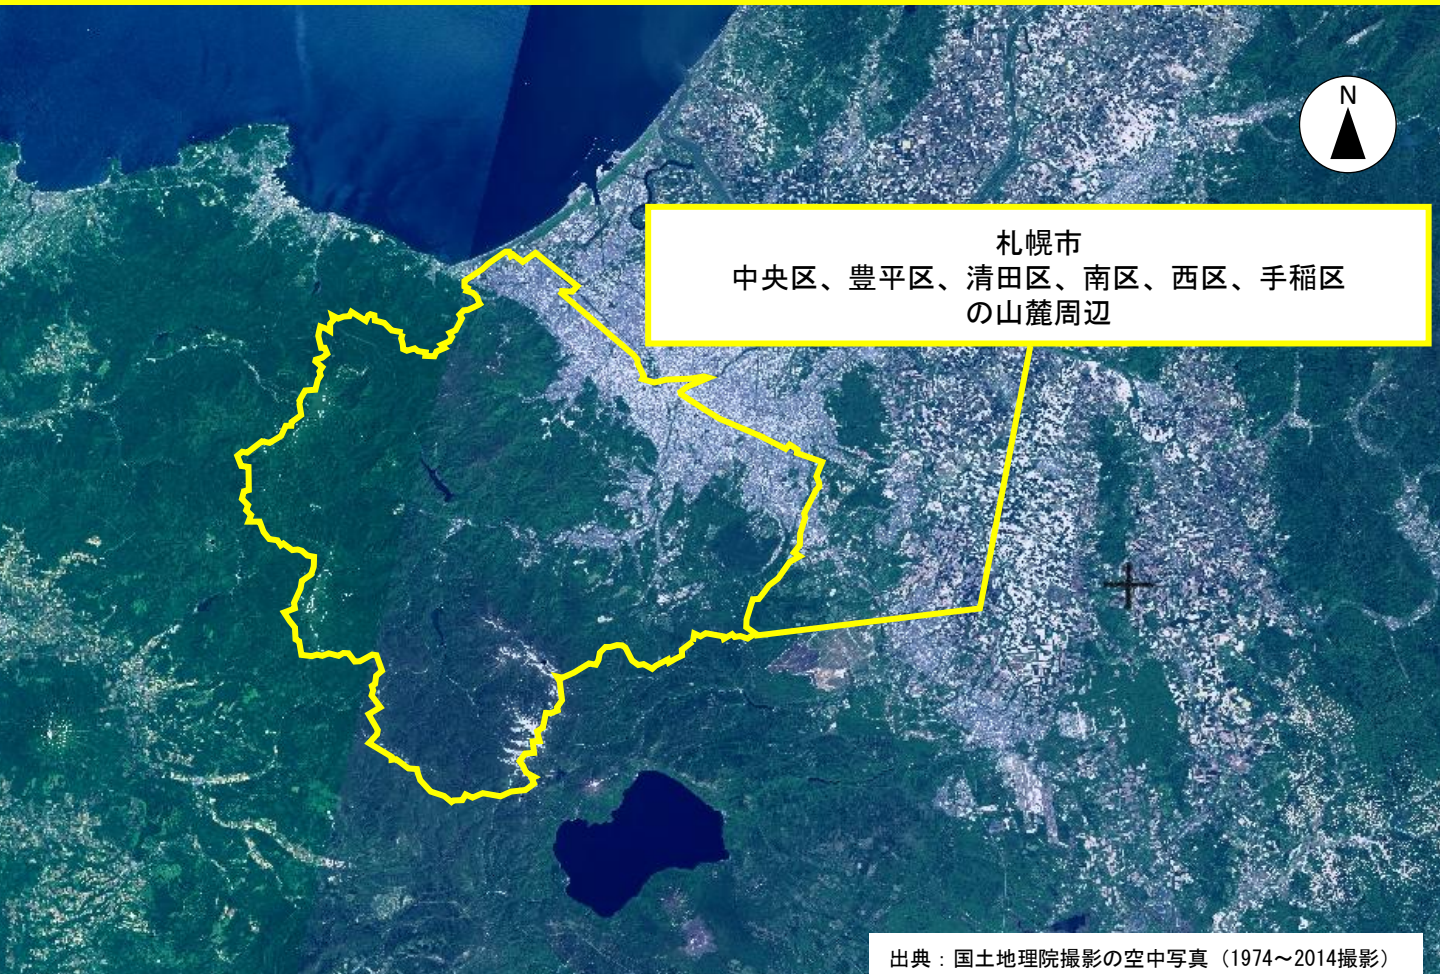 N
札幌市
中央区、豊平区、清田区、南区、西区、手稲区
の山麓周辺
出典：国土地理院撮影の空中写真（1974～2014撮影）